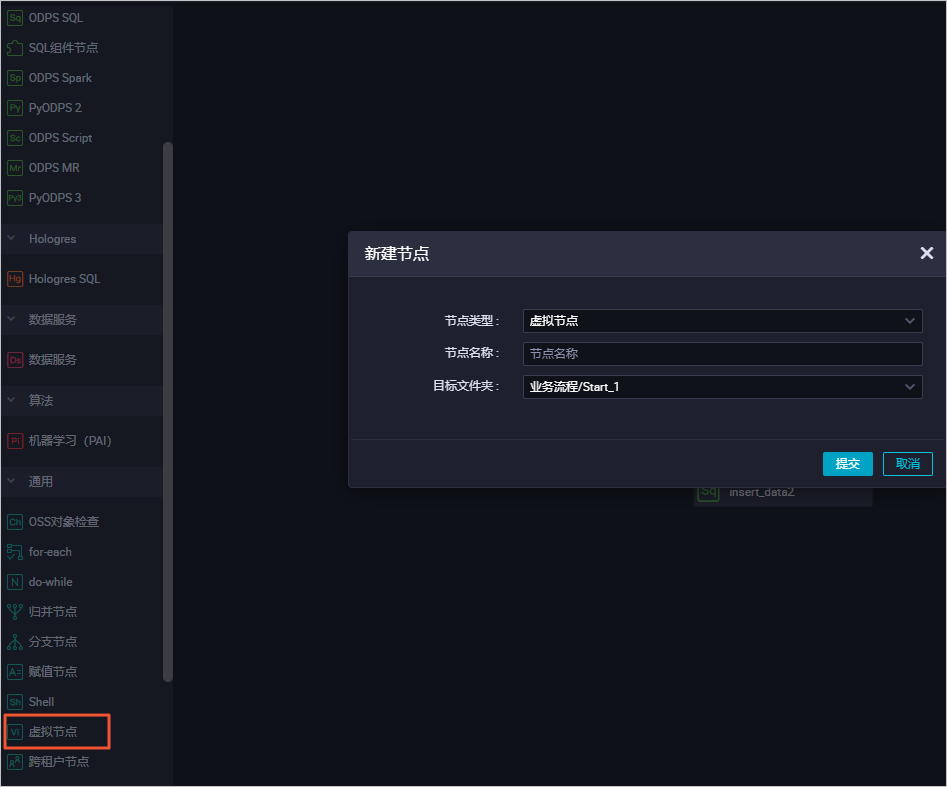 Sq ODPS SQL
SQL组件节点
Sp ODPS Spark
Py PyODPS 2
Sc ODPS Script
Mr ODPS MR
Py3 PyODPS 3
Hologres
Hg Hologres SQL
数据服务
Ds 数据服务
算法
PI 机器学习（PAI）
通用
Ch OSS对象检查
for-each
N do-while
归并节点
分支节点
A= 赋值节点
Sh Shell
VI 虚拟节点
跨租户节点
新建节点
节点类型： 虚拟节点
节点名称： 节点名称
目标文件夹： 业务流程/Start_1
提交 取消
Sq insert_data2